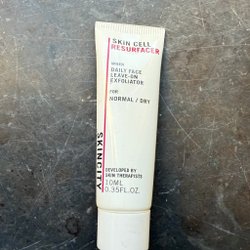 SKIN CELL
RESURFACER
DAILY FACE
LEAVE-ON
EXFOLIATOR
FOR
NORMAL / DRY
SKINCITY
DEVELOPED BY
SKIN THERAPISTS
10ML
0.35FL.OZ.